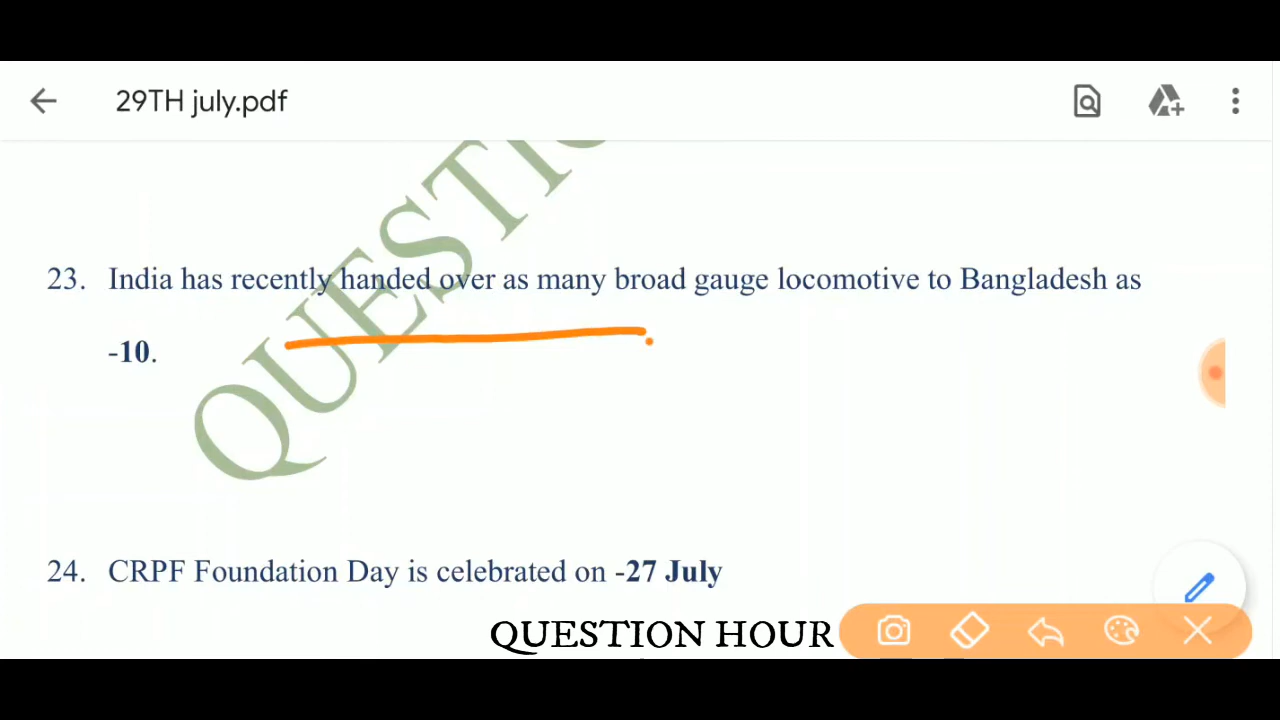 29TH july.pdf
QUESTI
23. India has recently handed over as many broad gauge locomotive to Bangladesh as
-10.
24. CRPF Foundation Day is celebrated on -27 July
QUESTION HOUR